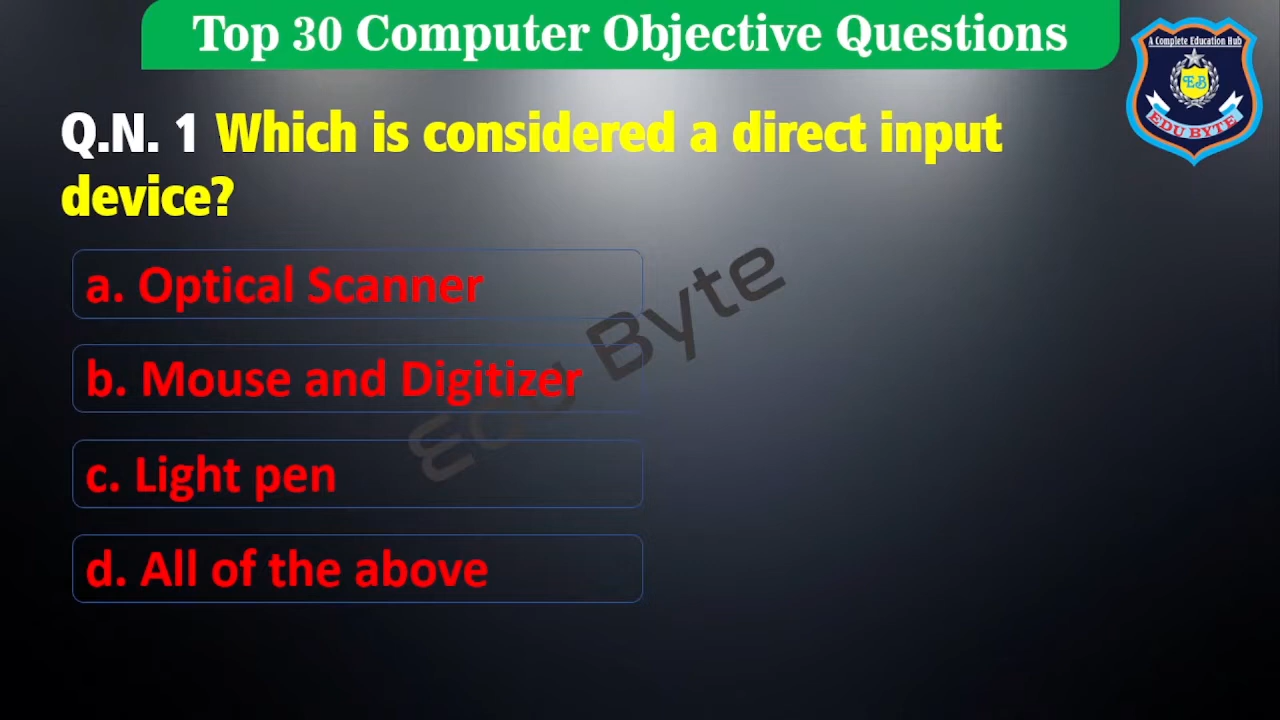 Top 30 Computer Objective Questions
A Complete Education Hub
EB
EDU BYTE
Q.N. 1 Which is considered a direct input
device?
a. Optical Scanner
b. Mouse and Digitizer
c. Light pen
d. All of the above
Edu Byte